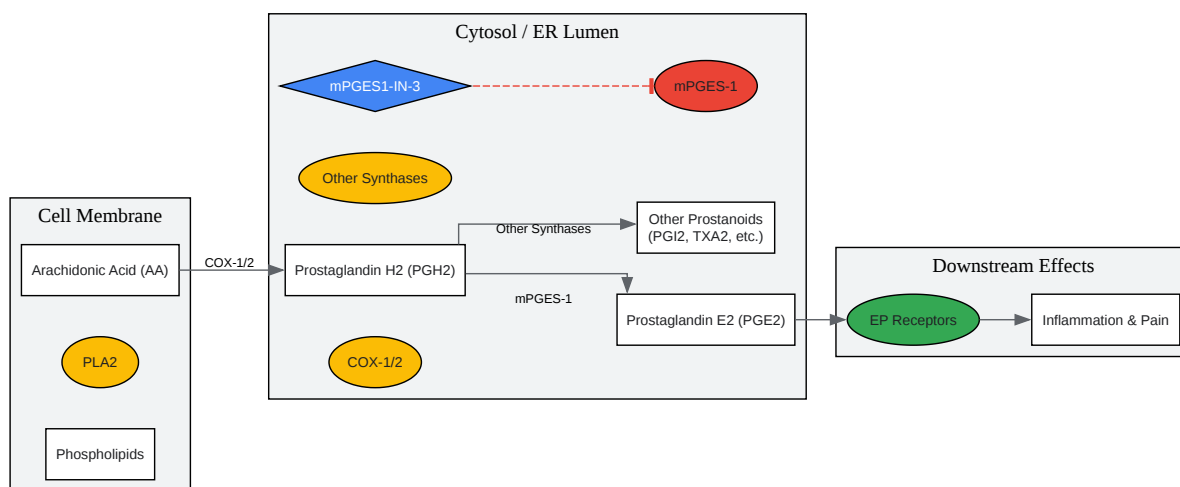 Cytosol / ER Lumen
mPGES1-IN-3
mPGES-1
Other Synthases
Cell Membrane
Arachidonic Acid (AA)
COX-1/2
Prostaglandin H2 (PGH2)
Other Synthases
Other Prostanoids
(PGI2, TXA2, etc.)
mPGES-1
Prostaglandin E2 (PGE2)
Downstream Effects
EP Receptors
Inflammation & Pain
PLA2
COX-1/2
Phospholipids